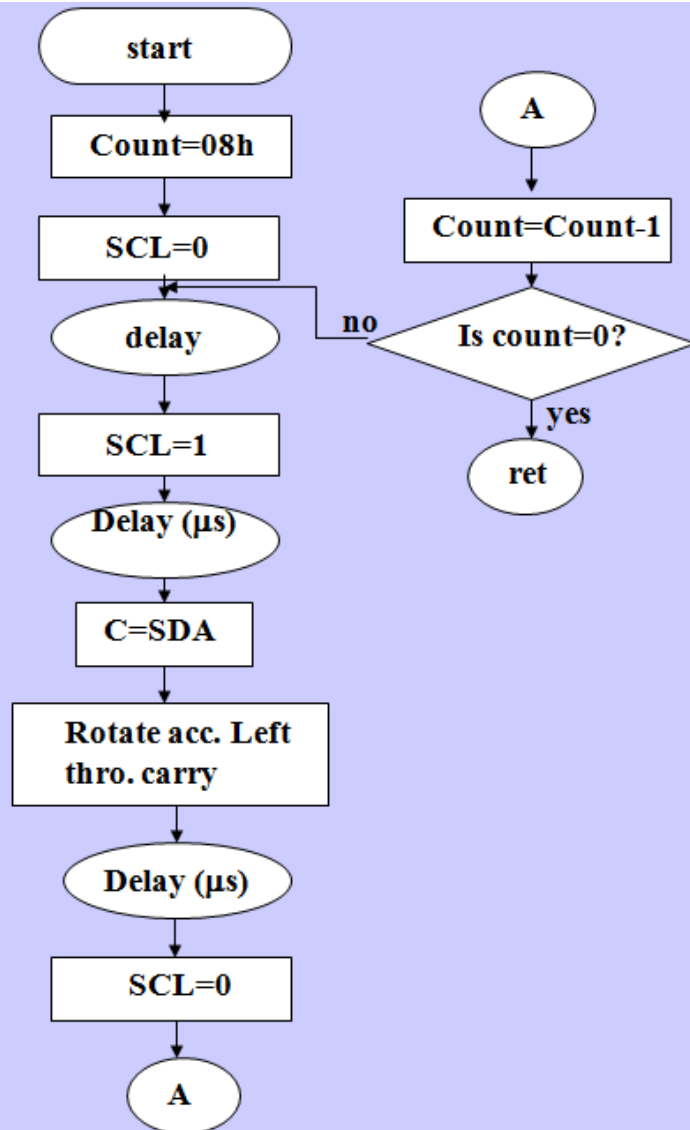 start
Count=08h
SCL=0
delay
SCL=1
Delay (μs)
C=SDA
Rotate acc. Left
thro. carry
Delay (μs)
SCL=0
A
A
Count=Count-1
Is count=0?
no
yes
ret